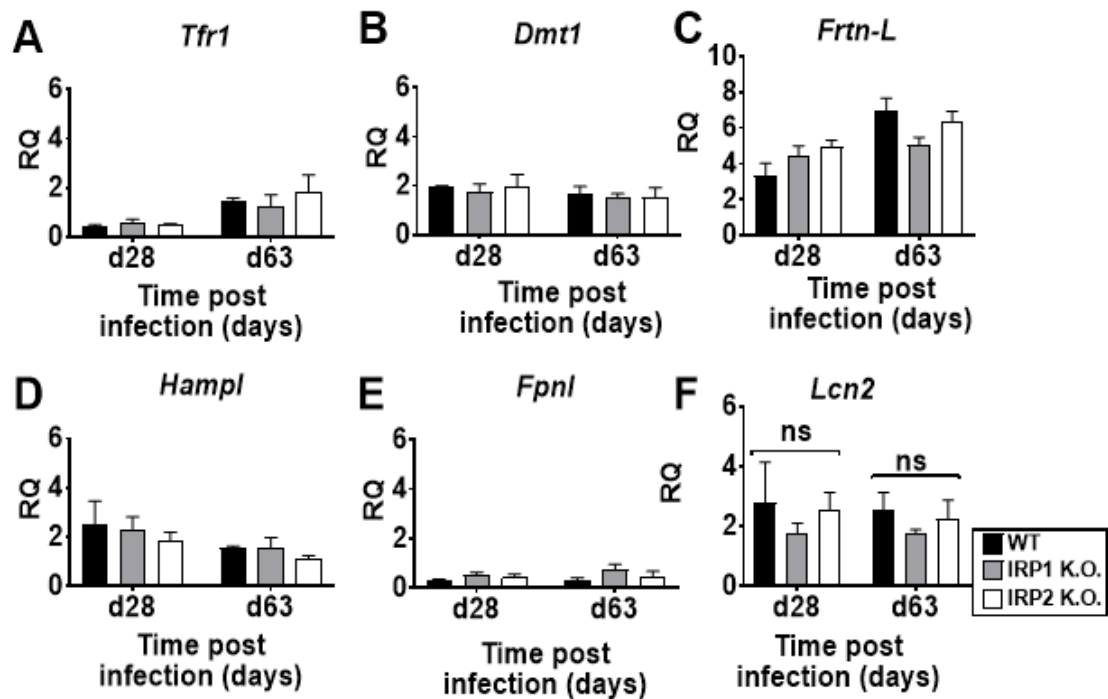 A
Tfr1
6
4
2
0
RQ
d28 d63
Time post
infection (days)
B
Dmt1
6
4
2
0
RQ
d28 d63
Time post
infection (days)
C
Frtn-L
10
8
6
4
2
0
RQ
d28 d63
Time post
infection (days)
D
Hampl
6
4
2
0
RQ
d28 d63
Time post
infection (days)
E
Fpnl
6
4
2
0
RQ
d28 d63
Time post
infection (days)
F
Lcn2
6
4
2
0
RQ
ns ns
d28 d63
Time post
infection (days)
WT
IRP1 K.O.
IRP2 K.O.